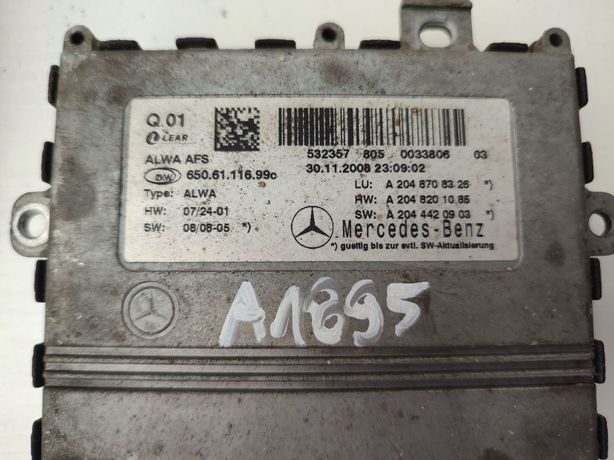 Q.01
LEAR
532357 805 0033806 03
30.11.2008 23:09:02
ALWA AFS
ZKW 650.61.116.99c
Type: ALWA
HW: 07/24-01
SW: 08/08-05 *)
LU: A 204 870 83 26 *)
HW: A 204 820 10 85
SW: A 204 442 09 03 *)
Mercedes-Benz
*) gueltig bis zur evtl. SW-Aktualisierung
A1895